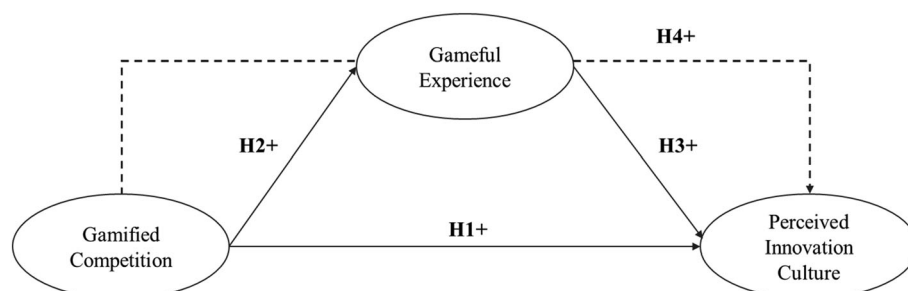 H4+
Gameful
Experience
H2+
H3+
Gamified
Competition
H1+
Perceived
Innovation
Culture